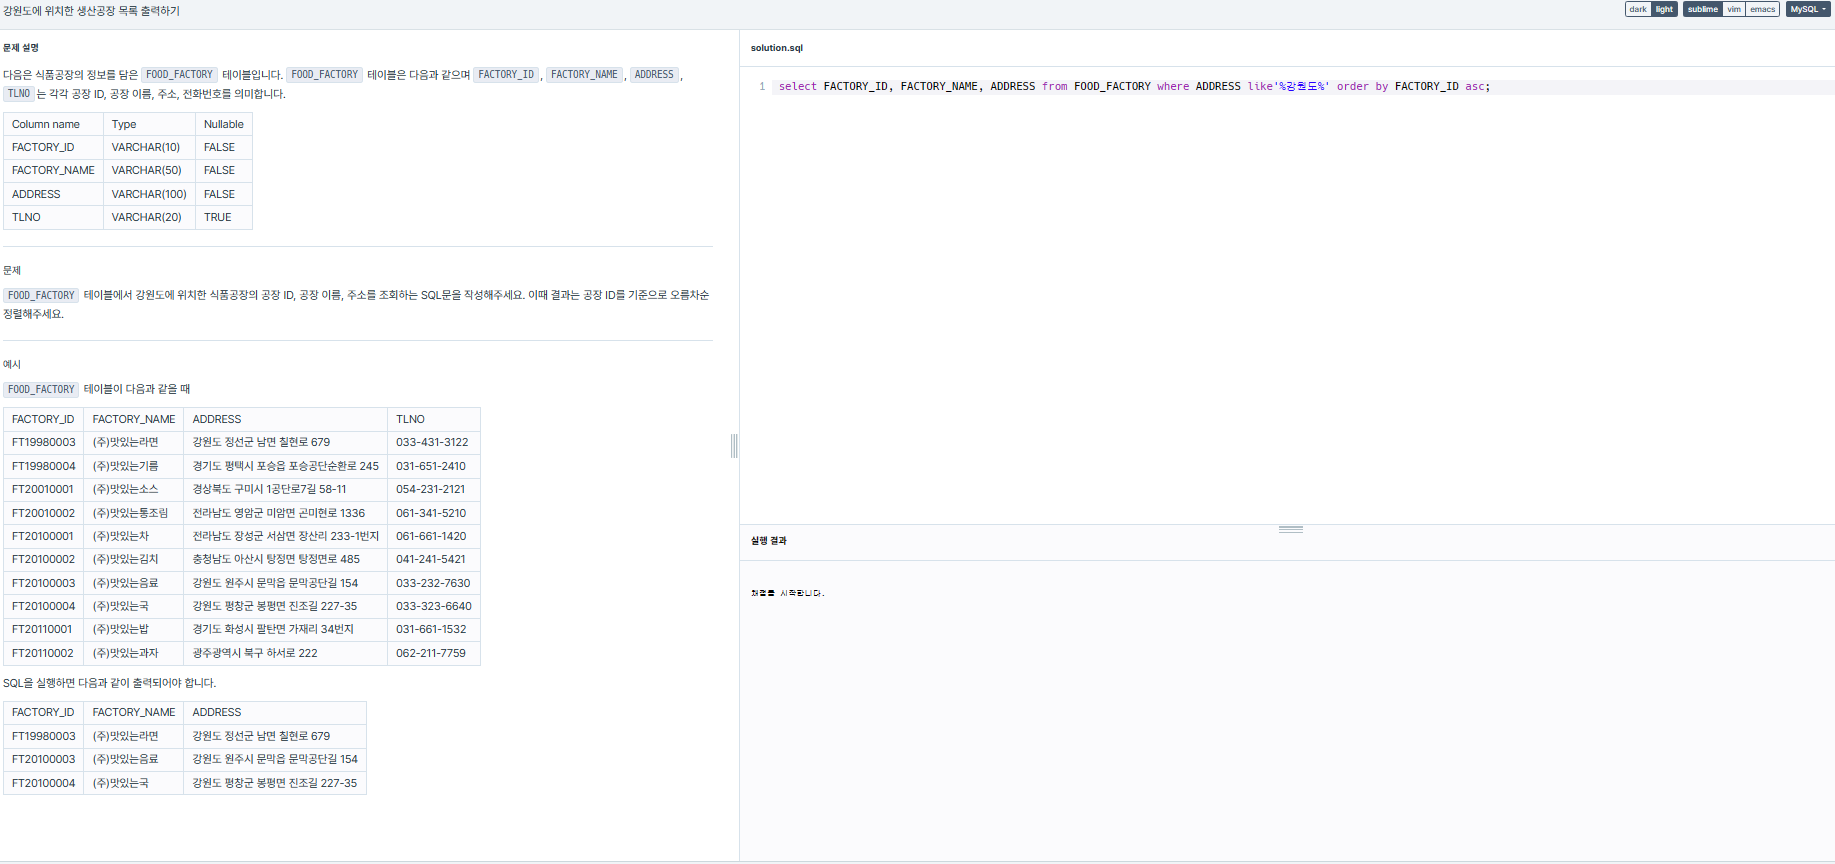 강원도에 위치한 생산공장 목록 출력하기
dark light sublime vim emacs MySQL
문제 설명
다음은 식품공장의 정보를 담은 FOOD_FACTORY 테이블입니다. FOOD_FACTORY 테이블은 다음과 같으며 FACTORY_ID, FACTORY_NAME, ADDRESS,
TLNO는 각각 공장 ID, 공장 이름, 주소, 전화번호를 의미합니다.
Column name Type Nullable
FACTORY_ID VARCHAR(10) FALSE
FACTORY_NAME VARCHAR(50) FALSE
ADDRESS VARCHAR(100) FALSE
TLNO VARCHAR(20) TRUE
문제
FOOD_FACTORY 테이블에서 강원도에 위치한 식품공장의 공장 ID, 공장 이름, 주소를 조회하는 SQL문을 작성해주세요. 이때 결과는 공장 ID를 기준으로 오름차순
정렬해주세요.
예시
FOOD_FACTORY 테이블이 다음과 같을 때
FACTORY_ID FACTORY_NAME ADDRESS TLNO
FT19980003 (주)맛있는라면 강원도 정선군 남면 칠현로 679 033-431-3122
FT19980004 (주)맛있는기름 경기도 평택시 포승읍 포승공단순환로 245 031-651-2410
FT20010001 (주)맛있는소스 경상북도 구미시 1공단로7길 58-11 054-231-2121
FT20010002 (주)맛있는통조림 전라남도 영암군 미암면 곤미현로 1336 061-341-5210
FT20100001 (주)맛있는차 전라남도 장성군 서삼면 장산리 233-1번지 061-661-1420
FT20100002 (주)맛있는김치 충청남도 아산시 탕정면 탕정면로 485 041-241-5421
FT20100003 (주)맛있는음료 강원도 원주시 문막읍 문막공단길 154 033-232-7630
FT20100004 (주)맛있는국 강원도 평창군 봉평면 진조길 227-35 033-323-6640
FT20110001 (주)맛있는밥 경기도 화성시 팔탄면 가재리 34번지 031-661-1532
FT20110002 (주)맛있는과자 광주광역시 북구 하서로 222 062-211-7759
SQL을 실행하면 다음과 같이 출력되어야 합니다.
FACTORY_ID FACTORY_NAME ADDRESS
FT19980003 (주)맛있는라면 강원도 정선군 남면 칠현로 679
FT20100003 (주)맛있는음료 강원도 원주시 문막읍 문막공단길 154
FT20100004 (주)맛있는국 강원도 평창군 봉평면 진조길 227-35
solution.sql
1 select FACTORY_ID, FACTORY_NAME, ADDRESS from FOOD_FACTORY where ADDRESS like'%강원도%' order by FACTORY_ID asc;
실행 결과
채점을 시작합니다.